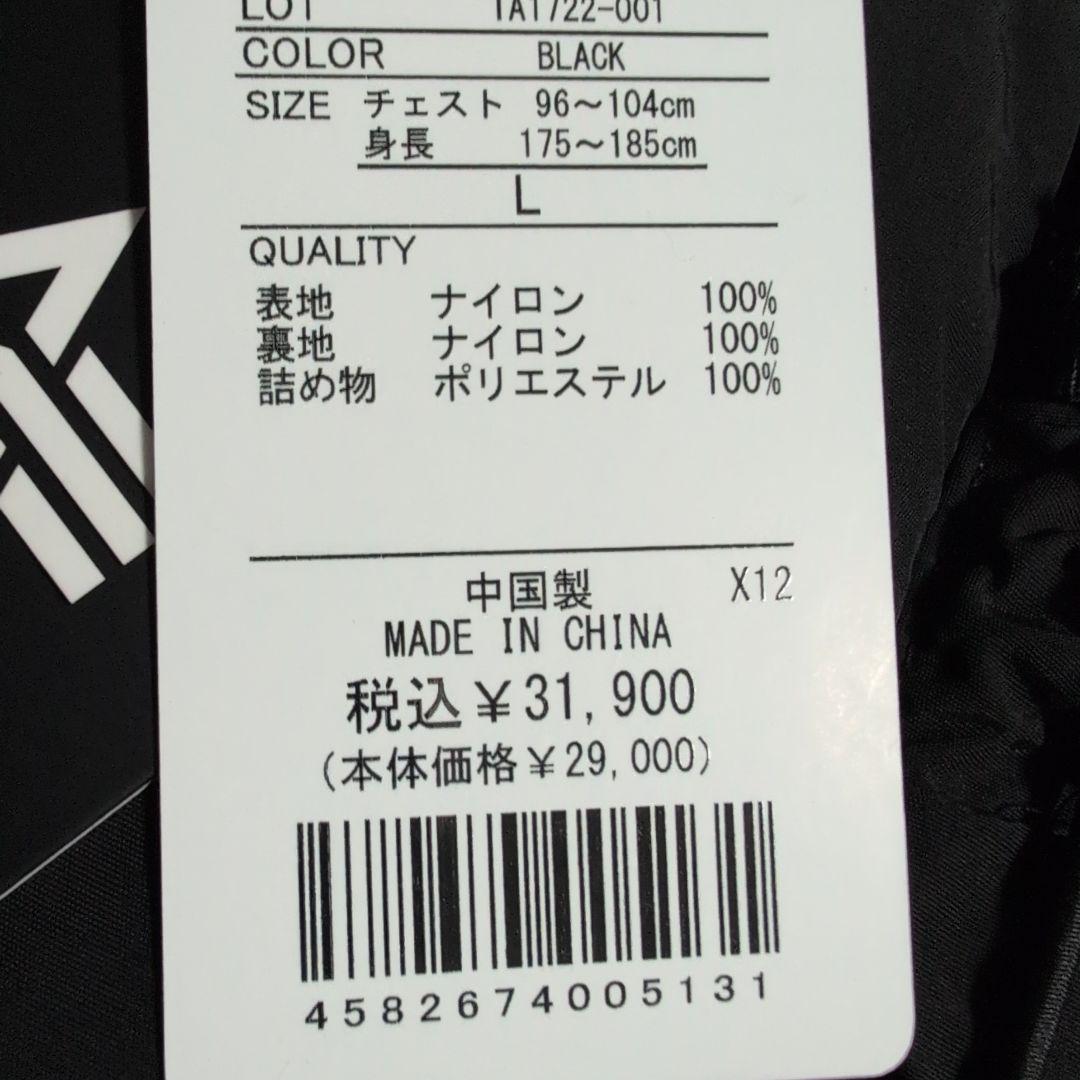 LOT 1A1722-001
COLOR BLACK
SIZE チェスト 96～104cm
身長 175～185cm
L
QUALITY
表地 ナイロン 100%
裏地 ナイロン 100%
詰め物 ポリエステル 100%
中国製 X12
MADE IN CHINA
税込￥31,900
(本体価格￥29,000)
4582674005131